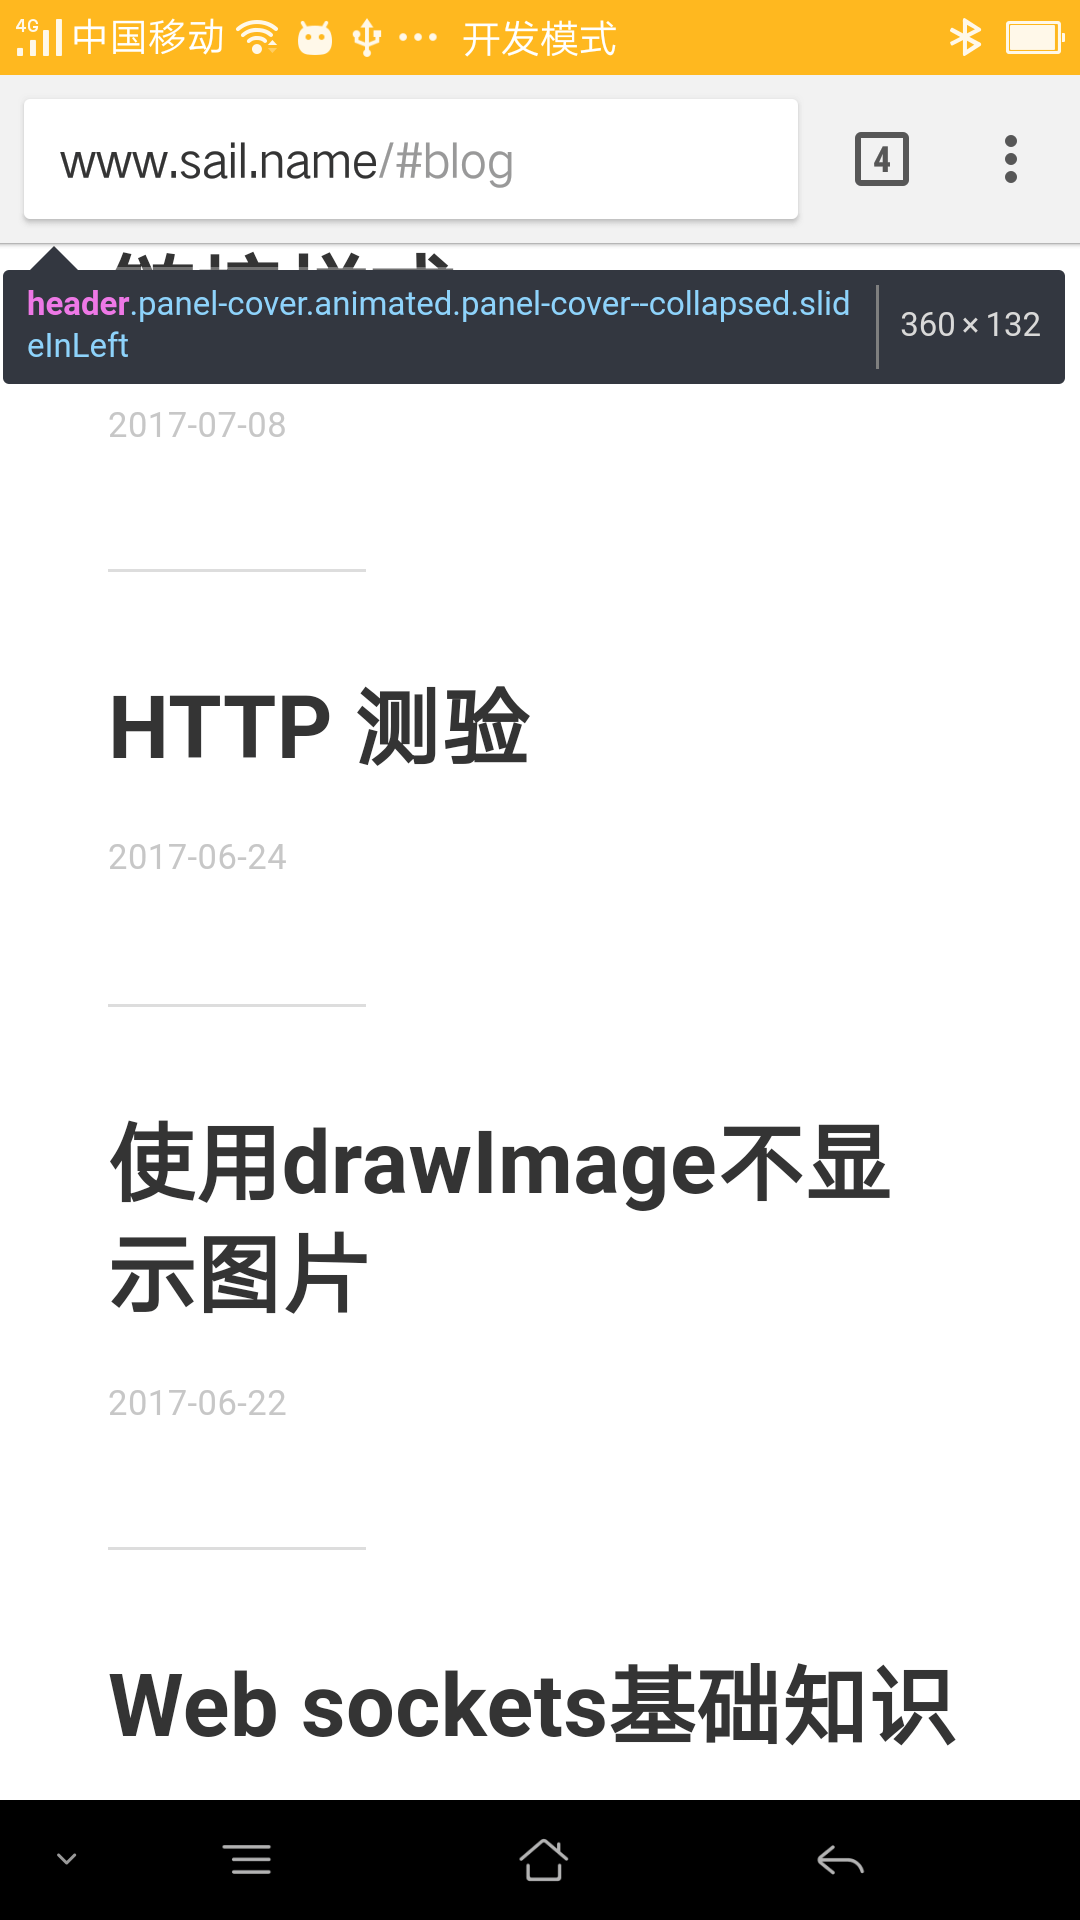 4G 中国移动 ··· 开发模式
www.sail.name/#blog
4
header.panel-cover.animated.panel-cover--collapsed.slid
eInLeft
360 × 132
2017-07-08
HTTP 测验
2017-06-24
使用drawImage不显
示图片
2017-06-22
Web sockets基础知识